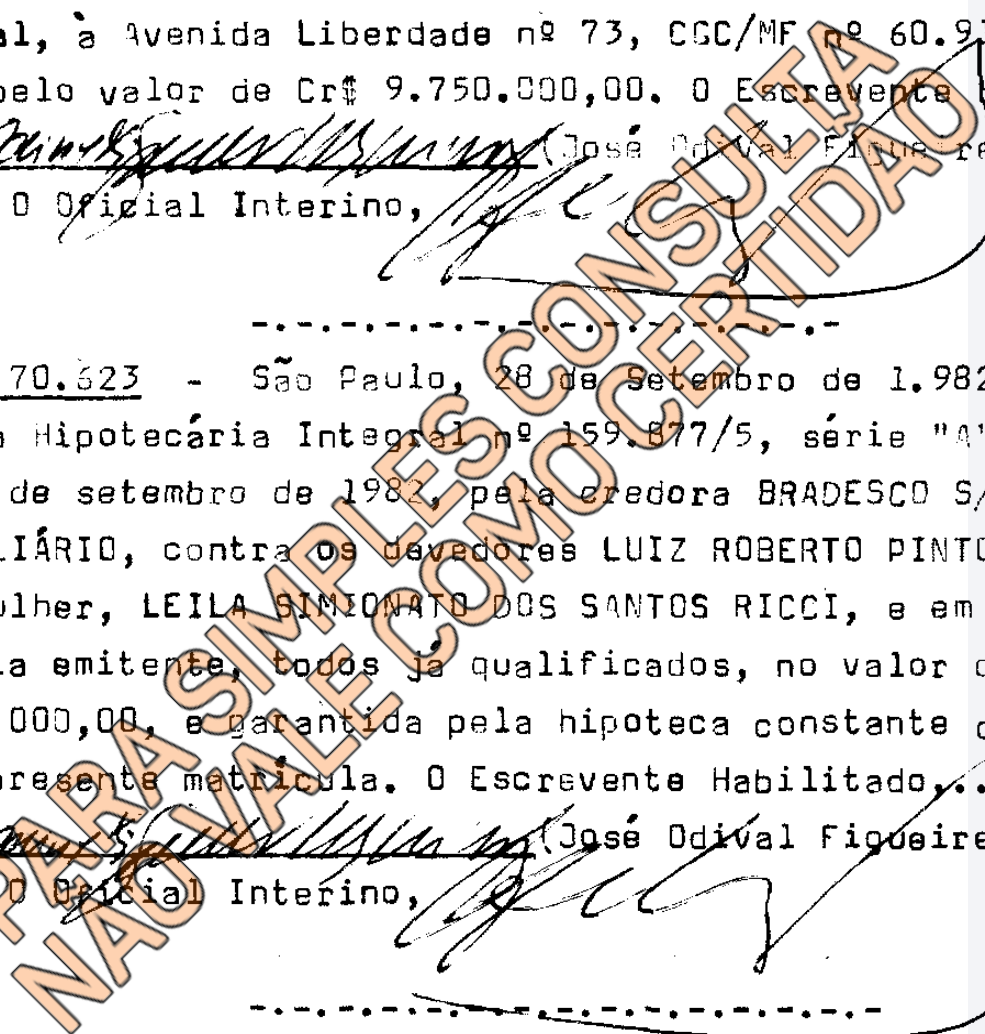 al, à Avenida Liberdade nº 73, CGC/MF nº 60.9
pelo valor de Cr$ 9.750.000,00. O Escrevente
(José Odival Figueire
O Oficial Interino,
70.623 - São Paulo, 28 de Setembro de 1.982
Hipotecária Integral nº 159.877/5, série "A"
de setembro de 1982, pela credora BRADESCO S/
LIÁRIO, contra os devedores LUIZ ROBERTO PINTO
ulher, LEILA SIMIONATO DOS SANTOS RICCI, e em
la emitente, todos já qualificados, no valor d
000,00, e garantida pela hipoteca constante d
presente matrícula. O Escrevente Habilitado,..
(José Odival Figueire
O Oficial Interino,
PARA SIMPLES CONSULTA
NÃO VALE COMO CERTIDÃO